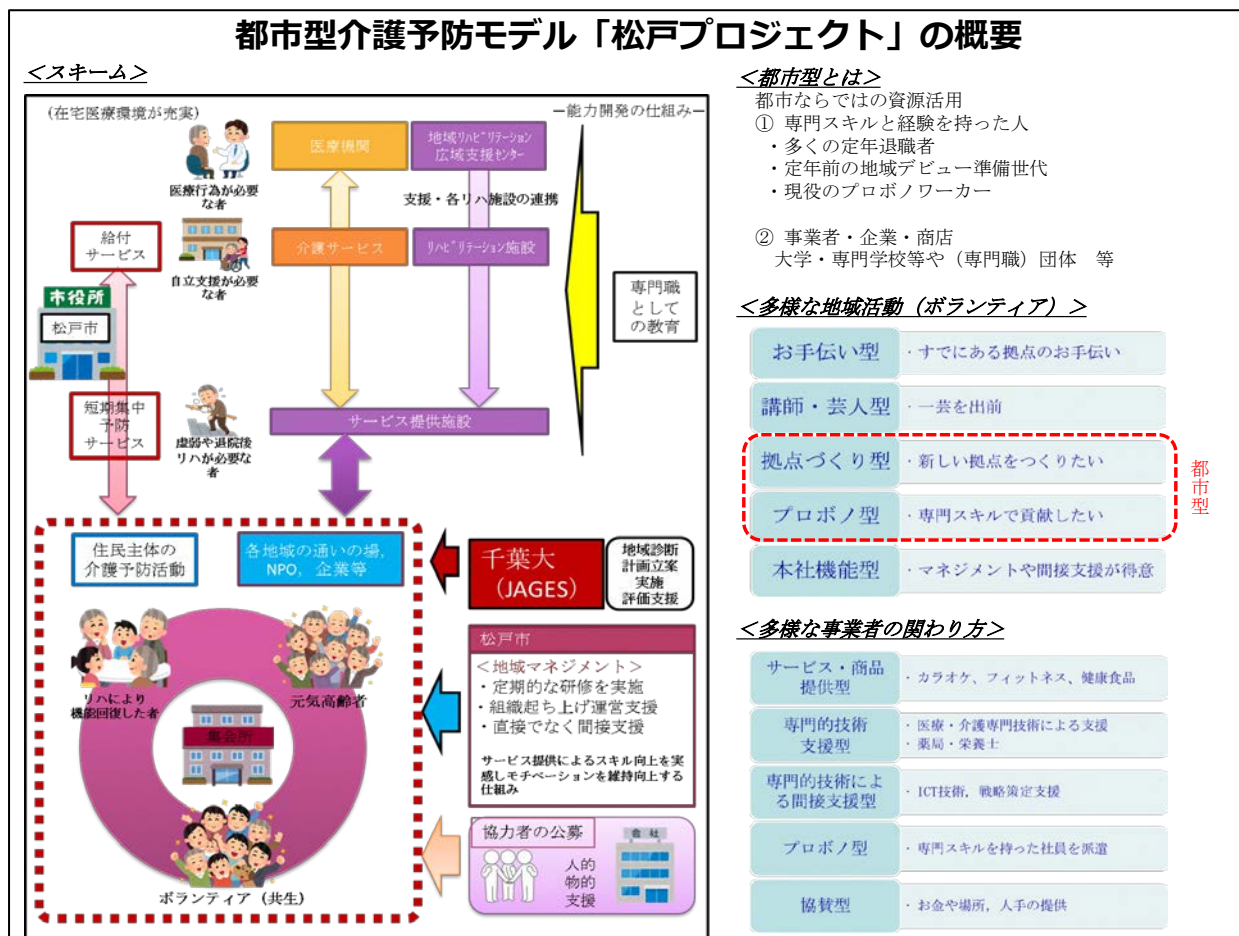 都市型介護予防モデル「松戸プロジェクト」の概要
＜スキーム＞
(在宅医療環境が充実)
―能力開発の仕組み―
医療行為が必要
な者
医療機関
地域ﾘﾊﾋﾞﾘﾃｰｼｮﾝ
広域支援ｾﾝﾀｰ
支援・各リハ施設の連携
給付
サービス
自立支援が必要
な者
介護サービス
ﾘﾊﾋﾞﾘﾃｰｼｮﾝ施設
市役所
松戸市
専門職
として
の教育
短期集中
予防
サービス
虚弱や退院後
リハが必要な
者
サービス提供施設
住民主体の
介護予防活動
各地域の通いの場,
NPO, 企業等
千葉大
(JAGES)
地域診断
計画立案
実施
評価支援
リハにより
機能回復した者
元気高齢者
集会所
ボランティア（共生）
松戸市
＜地域マネジメント＞
・定期的な研修を実施
・組織起ち上げ運営支援
・直接でなく間接支援
サービス提供によるスキル向上を実
感しモチベーションを維持向上する
仕組み
協力者の公募
会社
人的
物的
支援
＜都市型とは＞
都市ならではの資源活用
① 専門スキルと経験を持った人
・多くの定年退職者
・定年前の地域デビュー準備世代
・現役のプロボノワーカー
② 事業者・企業・商店
大学・専門学校等や（専門職）団体　等
＜多様な地域活動（ボランティア）＞
お手伝い型
・すでにある拠点のお手伝い
講師・芸人型
・一芸を出前
拠点づくり型
・新しい拠点をつくりたい
プロボノ型
・専門スキルで貢献したい
都市型
本社機能型
・マネジメントや間接支援が得意
＜多様な事業者の関わり方＞
サービス・商品
提供型
・カラオケ、フィットネス、健康食品
専門的技術
支援型
・医療・介護専門技術による支援
・薬局・栄養士
専門的技術によ
る間接支援型
・ICT技術, 戦略策定支援
プロボノ型
・専門スキルを持った社員を派遣
協賛型
・お金や場所, 人手の提供